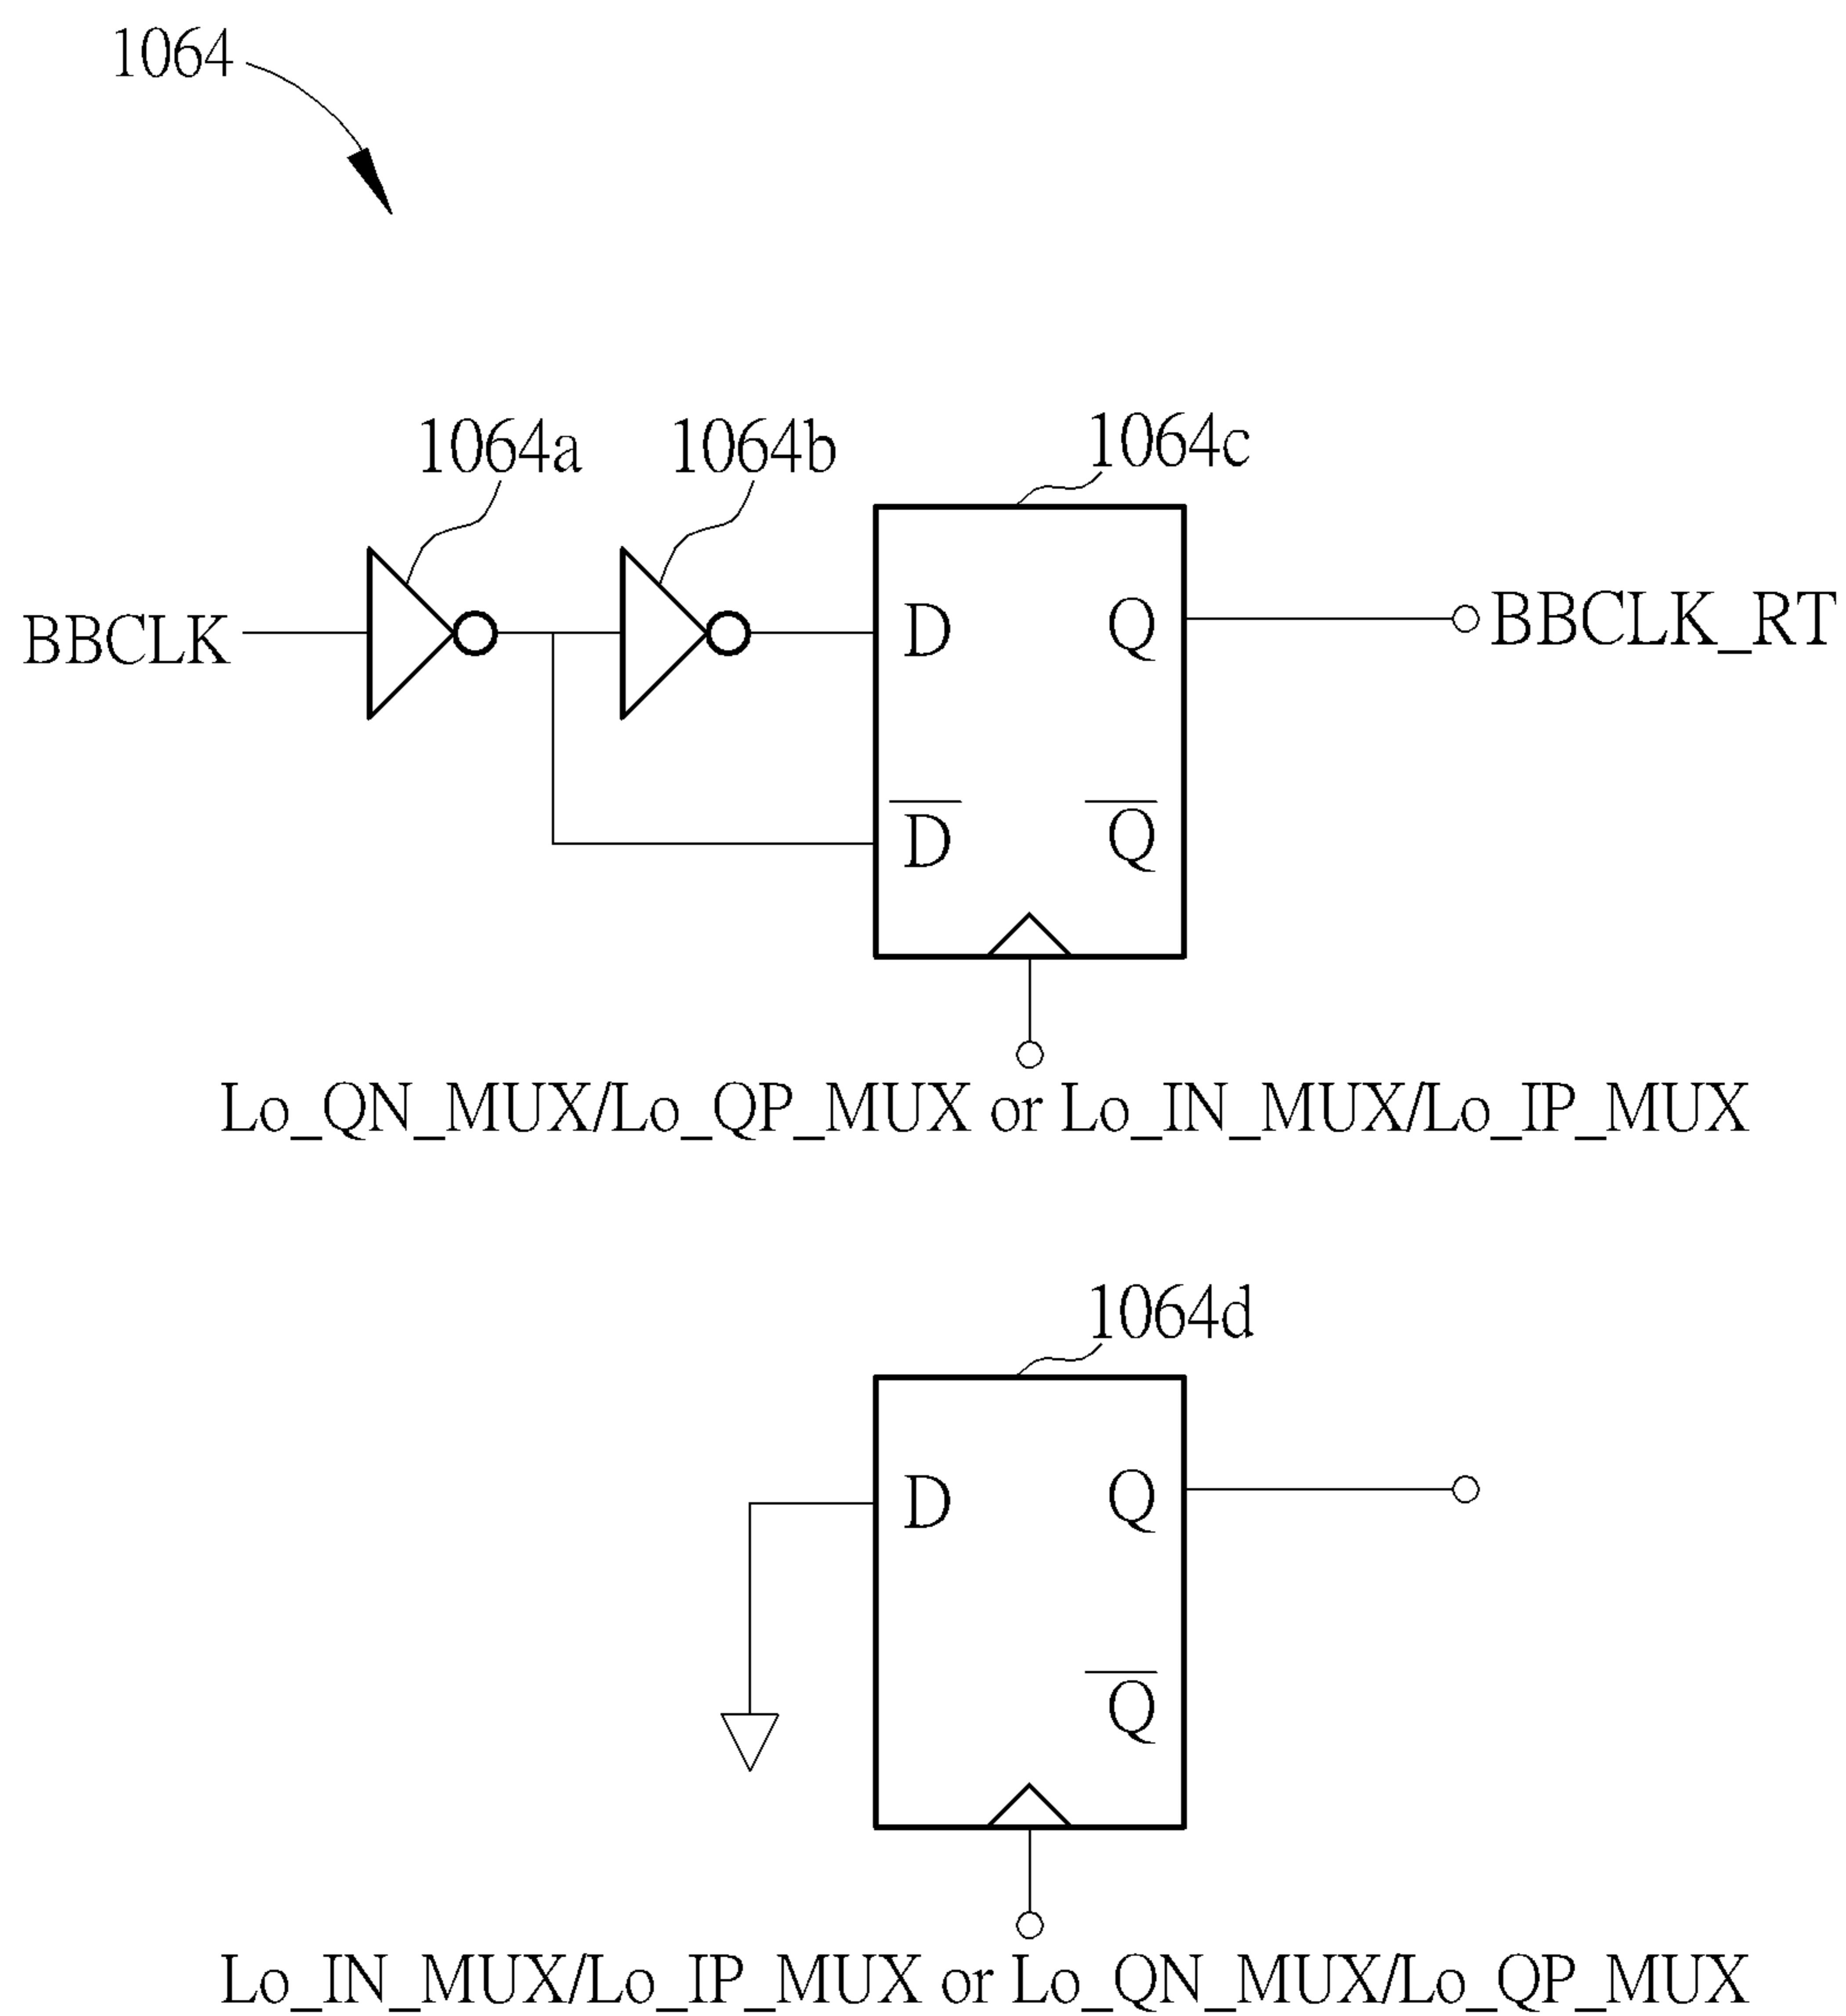 1064
1064a 1064b 1064c
BBCLK D Q BBCLK_RT
D Q
Lo_QN_MUX/Lo_QP_MUX or Lo_IN_MUX/Lo_IP_MUX
1064d
D Q
Q
Lo_IN_MUX/Lo_IP_MUX or Lo_QN_MUX/Lo_QP_MUX